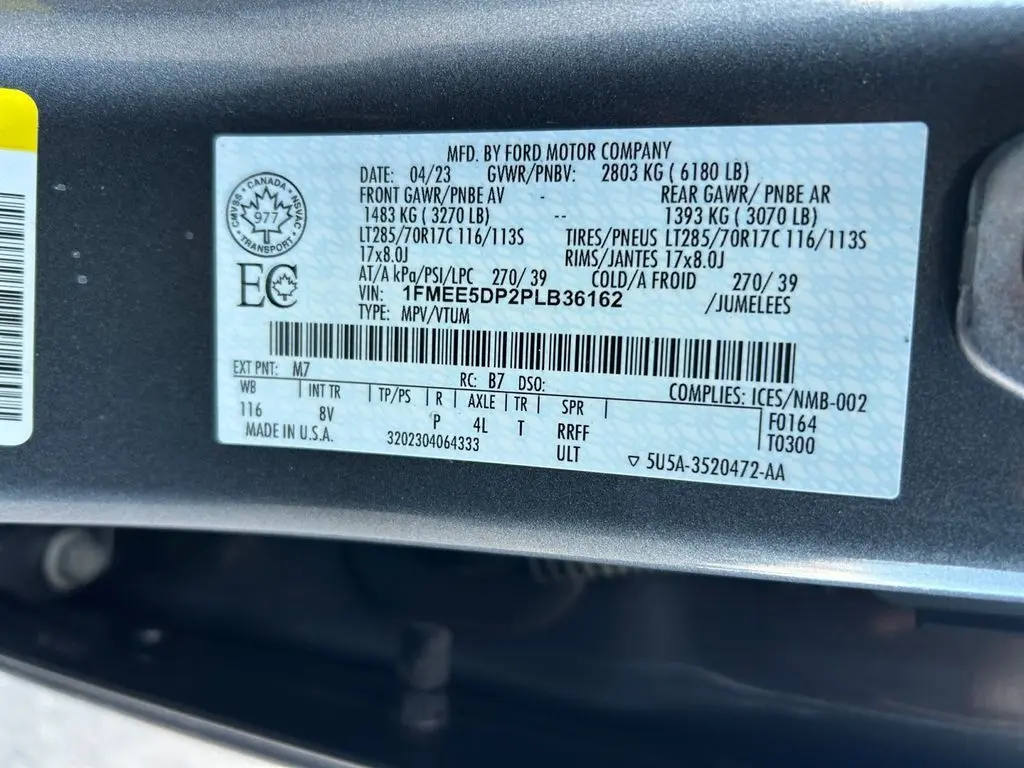 MFD. BY FORD MOTOR COMPANY
DATE: 04/23 GVWR/PNBV: 2803 KG ( 6180 LB)
FRONT GAWR/PNBE AV - REAR GAWR/ PNBE AR
1483 KG ( 3270 LB) -- 1393 KG ( 3070 LB)
LT285/70R17C 116/113S TIRES/PNEUS LT285/70R17C 116/113S
17x8.0J RIMS/JANTES 17x8.0J
AT/A kPa/PSI/LPC 270/ 39 COLD/A FROID 270/ 39
VIN: 1FMEE5DP2PLB36162 /JUMELEES
TYPE: MPV/VTUM
CANADA
CMVSS NSVAC
977
TRANSPORT
EC
EXT PNT: M7 RC: B7 DSO: COMPLIES: ICES/NMB-002
WB | INT TR | TP/PS | R | AXLE | TR | SPR | F0164
116 8V P 4L T RRFF T0300
MADE IN U.S.A. 3202304064333 ULT ▽ 5U5A-3520472-AA